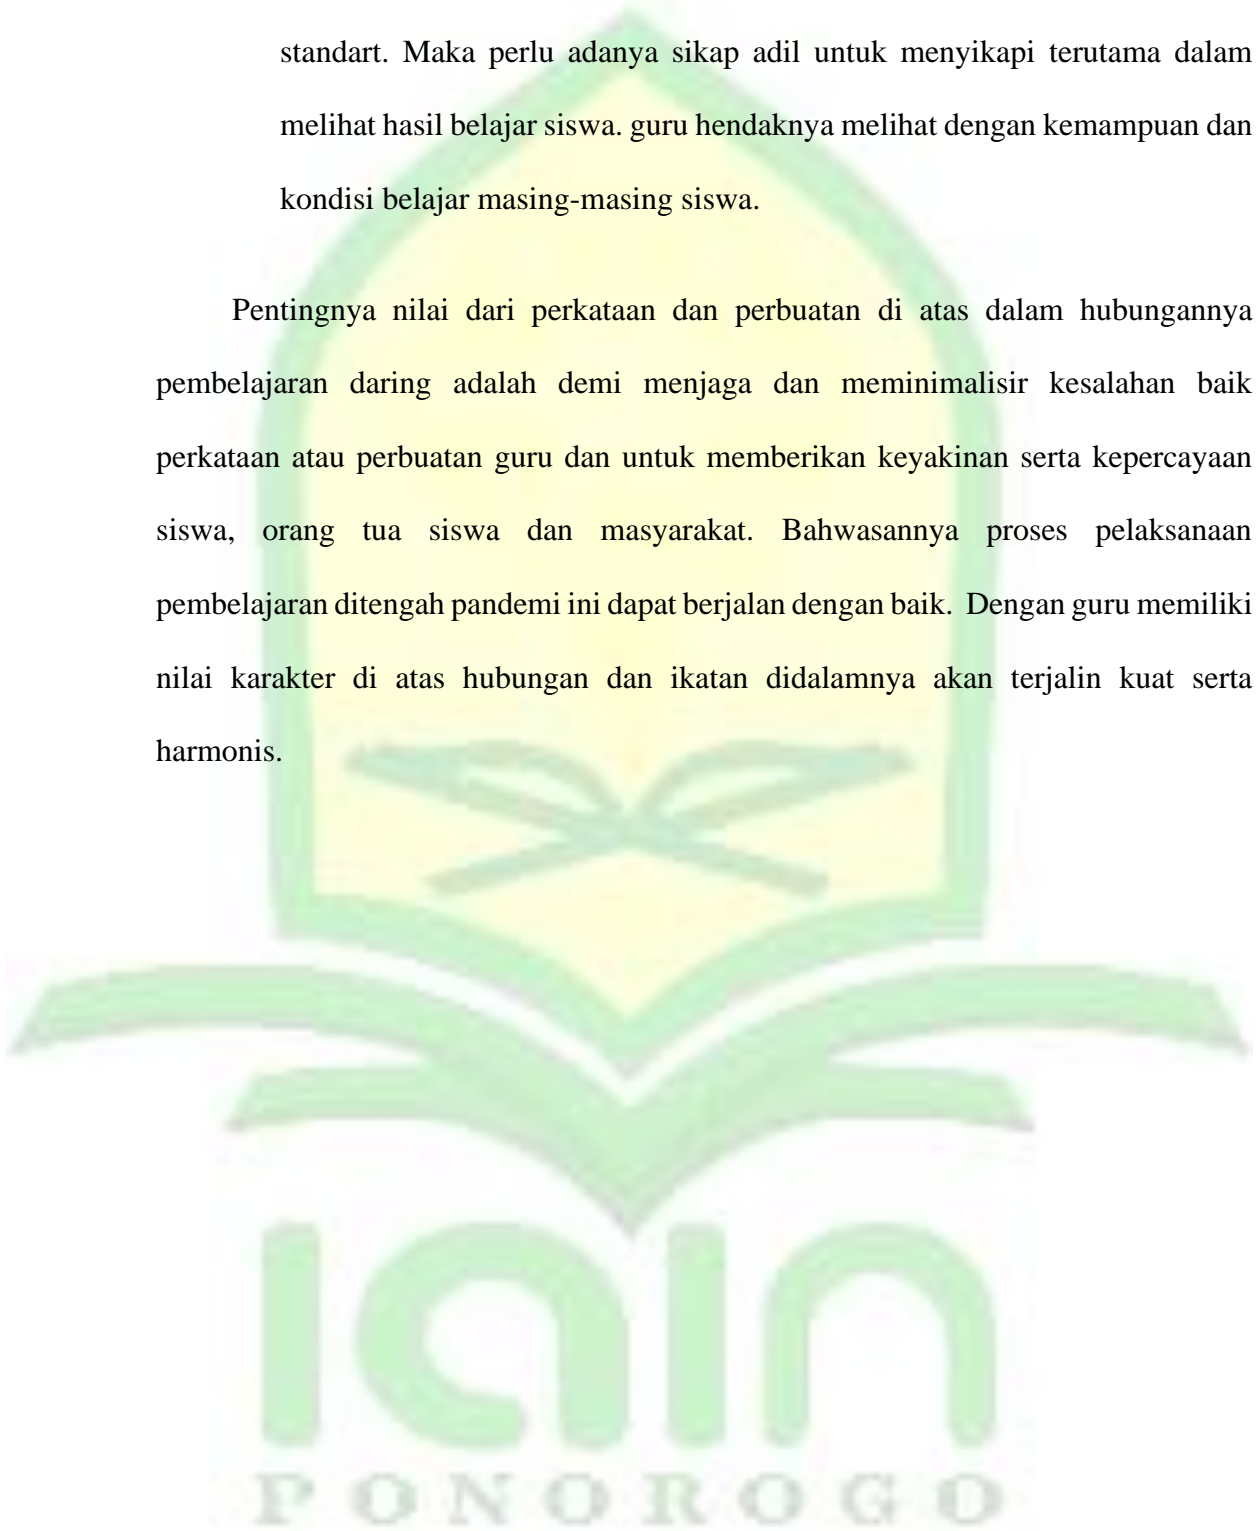 standart. Maka perlu adanya sikap adil untuk menyikapi terutama dalam
melihat hasil belajar siswa. guru hendaknya melihat dengan kemampuan dan
kondisi belajar masing-masing siswa.
Pentingnya nilai dari perkataan dan perbuatan di atas dalam hubungannya
pembelajaran daring adalah demi menjaga dan meminimalisir kesalahan baik
perkataan atau perbuatan guru dan untuk memberikan keyakinan serta kepercayaan
siswa, orang tua siswa dan masyarakat. Bahwasannya proses pelaksanaan
pembelajaran ditengah pandemi ini dapat berjalan dengan baik. Dengan guru memiliki
nilai karakter di atas hubungan dan ikatan didalamnya akan terjalin kuat serta
harmonis.
iain
PONOROGO